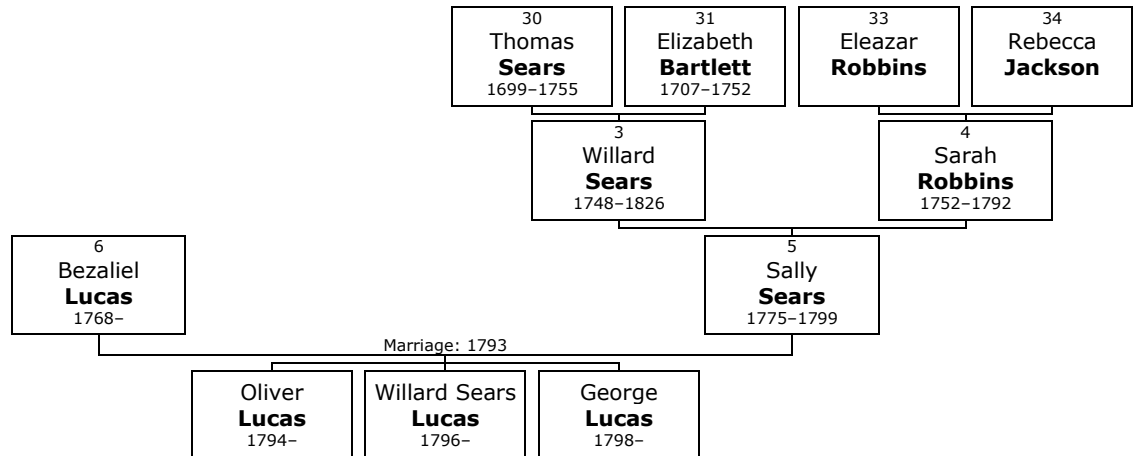 30
Thomas
Sears
1699–1755
31
Elizabeth
Bartlett
1707–1752
33
Eleazar
Robbins
34
Rebecca
Jackson
3
Willard
Sears
1748–1826
4
Sarah
Robbins
1752–1792
6
Bezaliel
Lucas
1768–
5
Sally
Sears
1775–1799
Marriage: 1793
Oliver
Lucas
1794–
Willard Sears
Lucas
1796–
George
Lucas
1798–